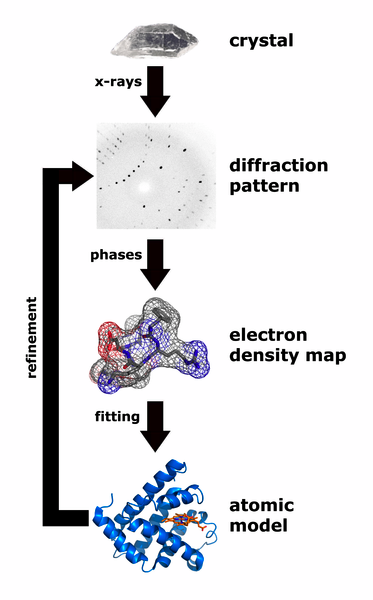 crystal
x-rays
diffraction
pattern
phases
refinement
electron
density map
fitting
atomic
model